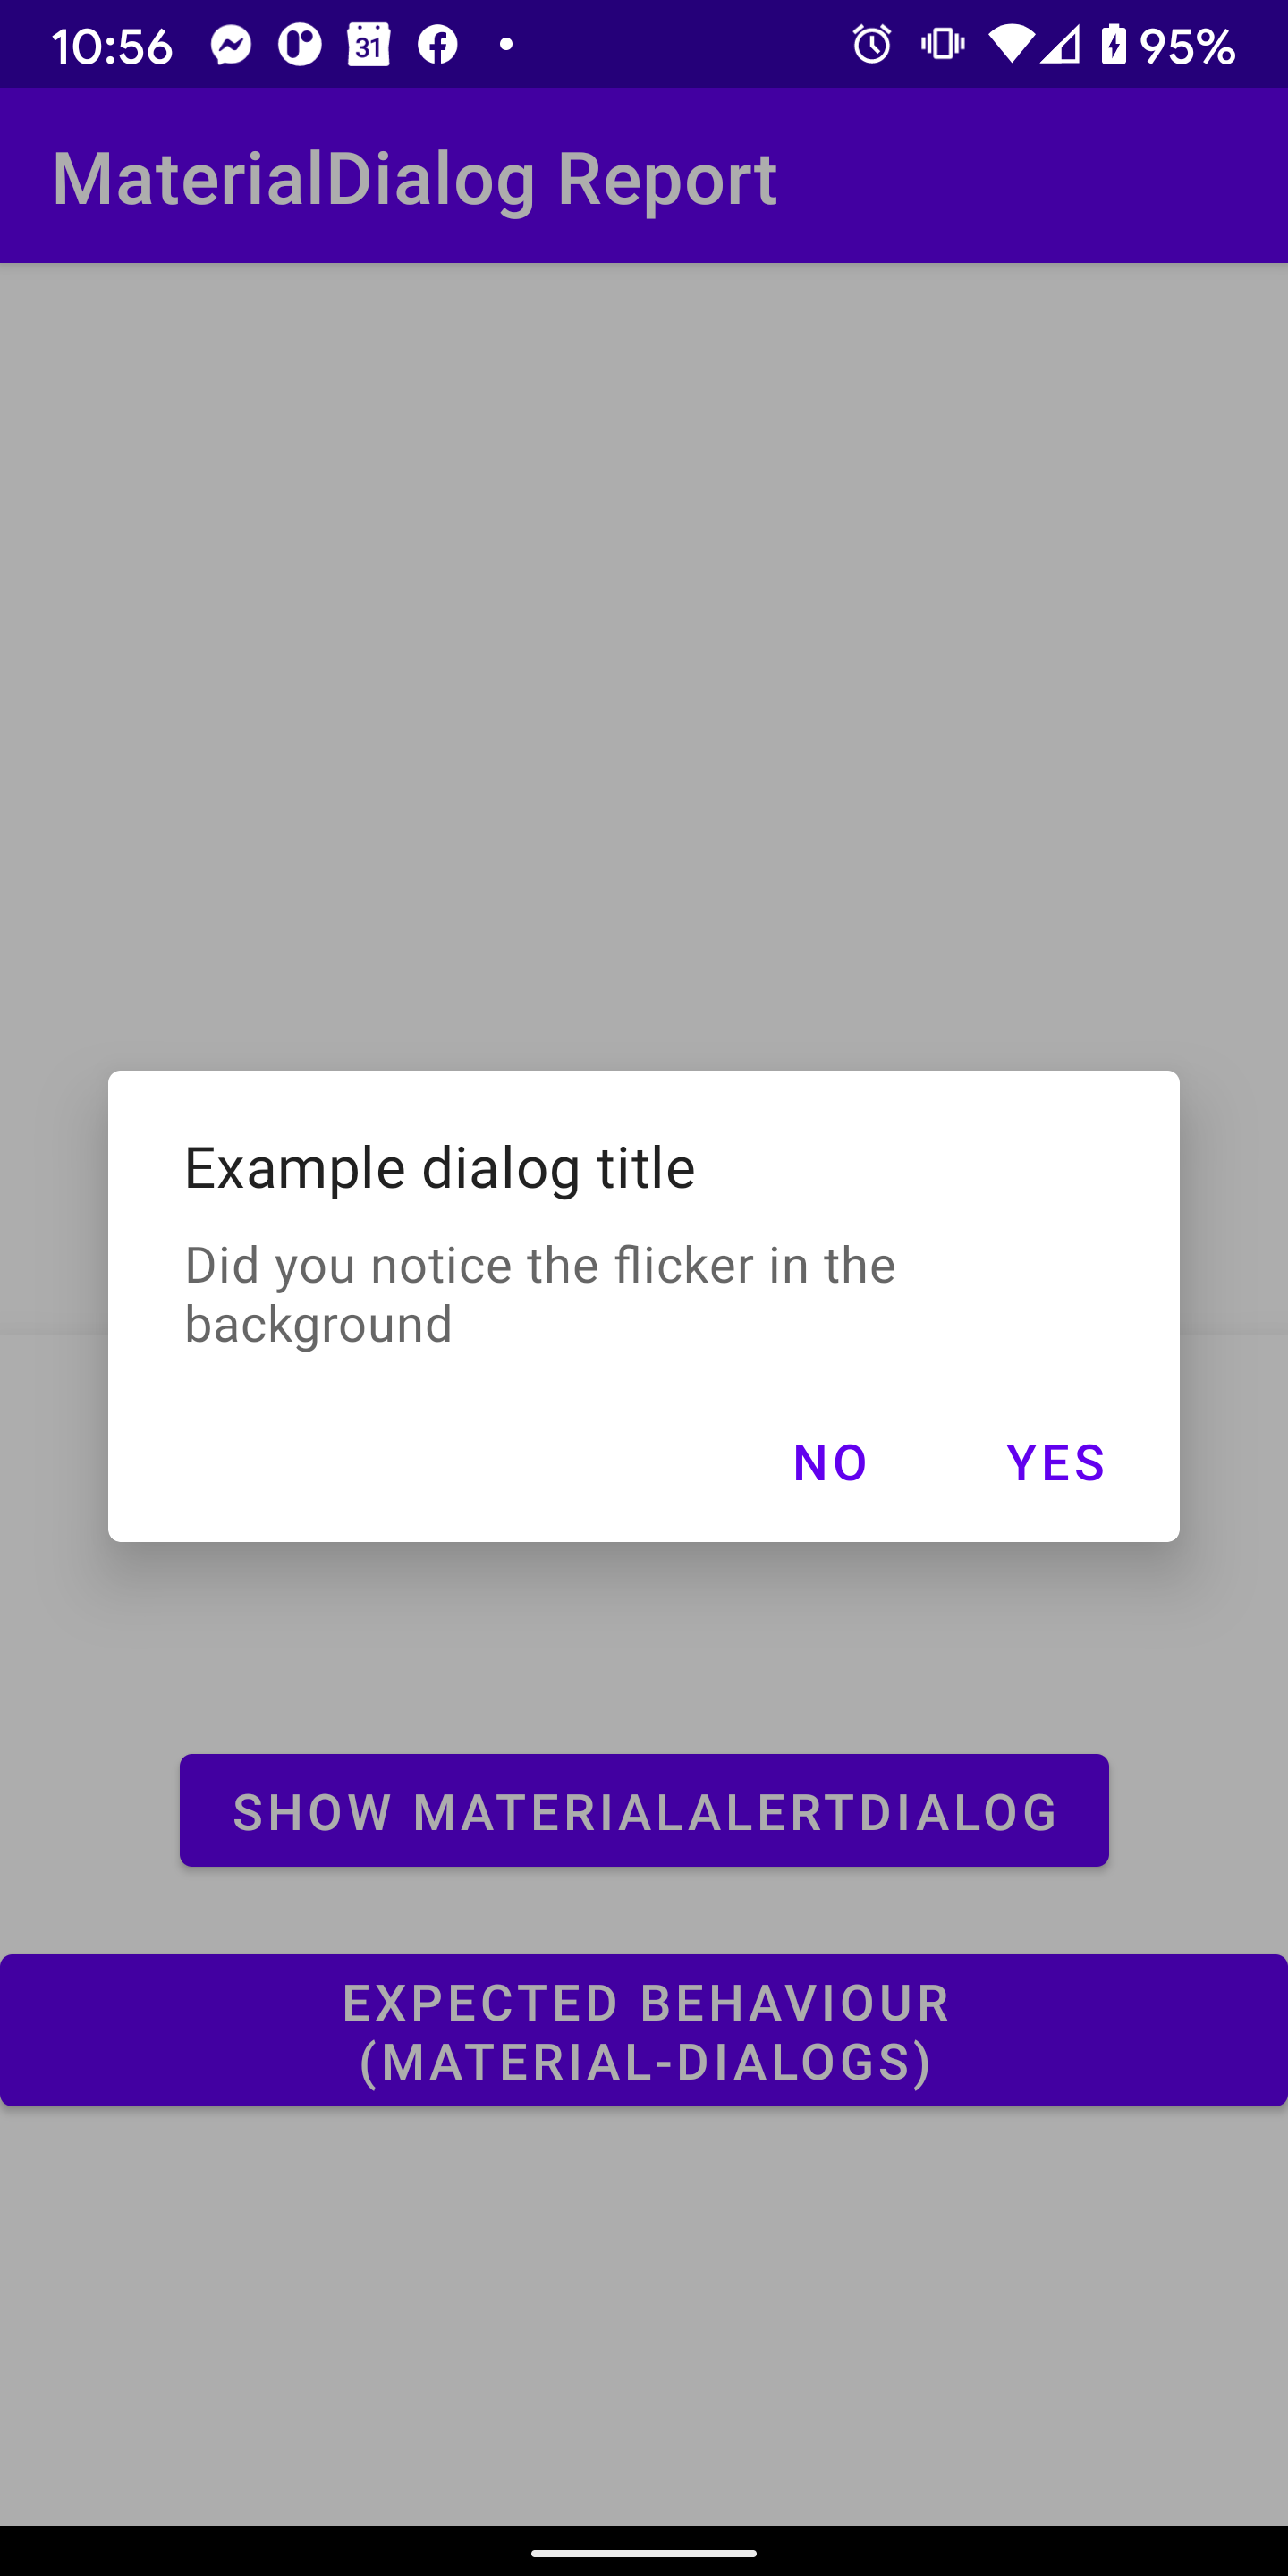 10:56 31 95%
MaterialDialog Report
Example dialog title
Did you notice the flicker in the
background
NO YES
SHOW MATERIALALERTDIALOG
EXPECTED BEHAVIOUR
(MATERIAL-DIALOGS)